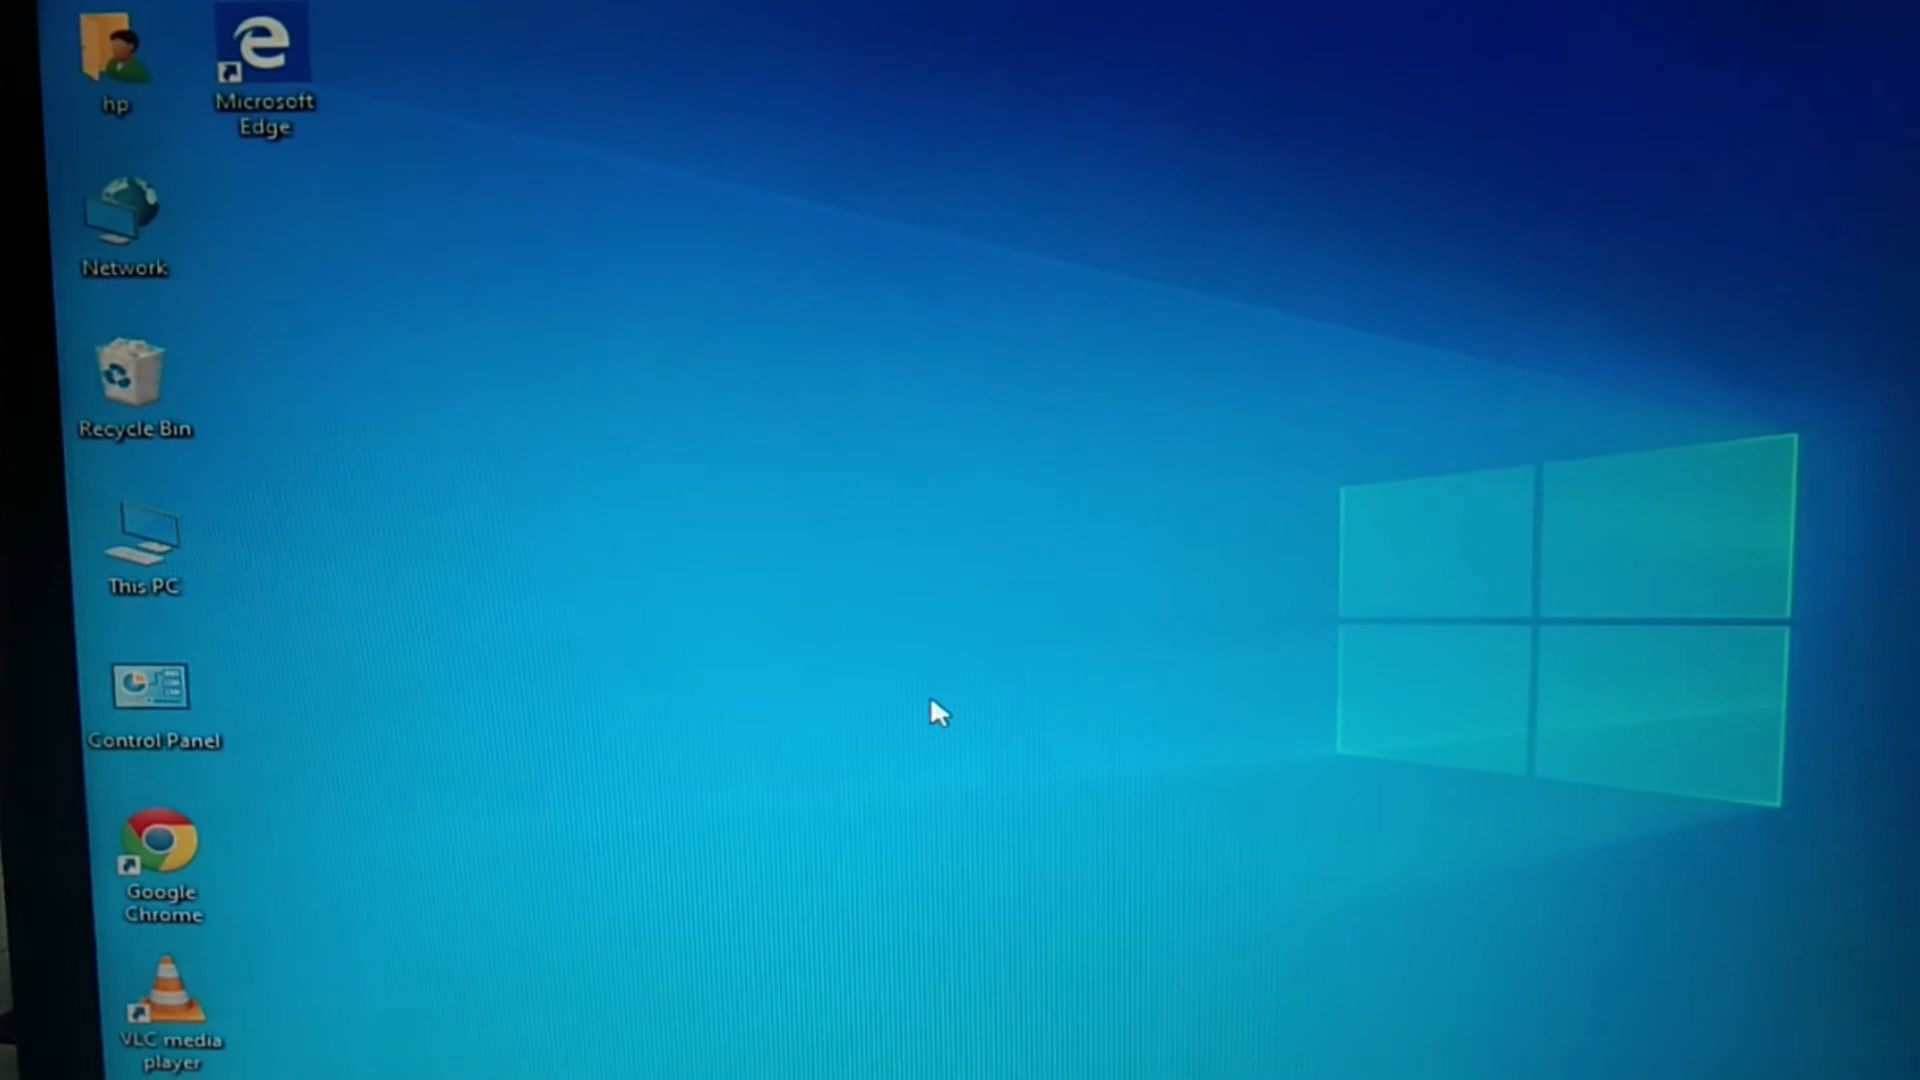 hp
Microsoft
Edge
Network
Recycle Bin
This PC
Control Panel
Google
Chrome
VLC media
player